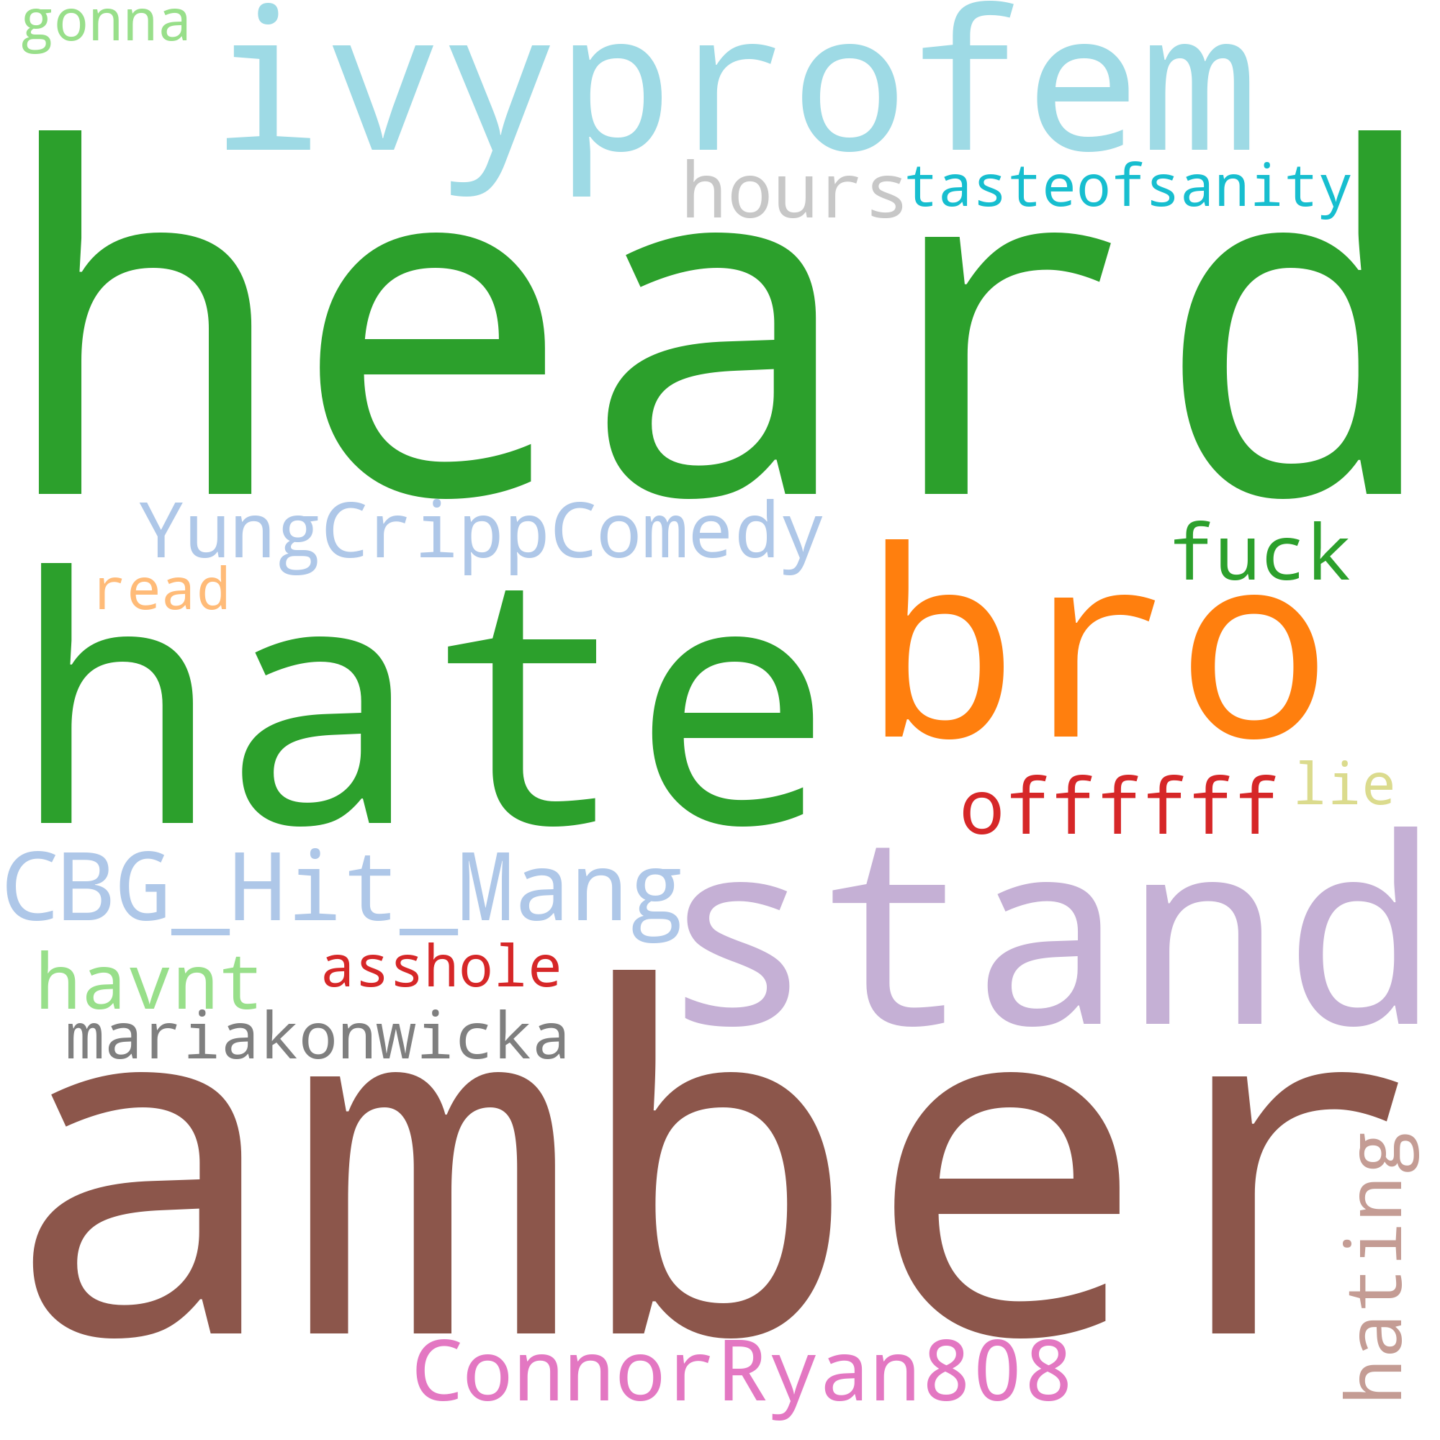 gonna
ivyprofem
hours
tasteofsanity
heard
YungCrippComedy
fuck
read
hate
bro
offffff
lie
CBG_Hit_Mang
stand
havnt
asshole
mariakonwicka
amber
hating
ConnorRyan808